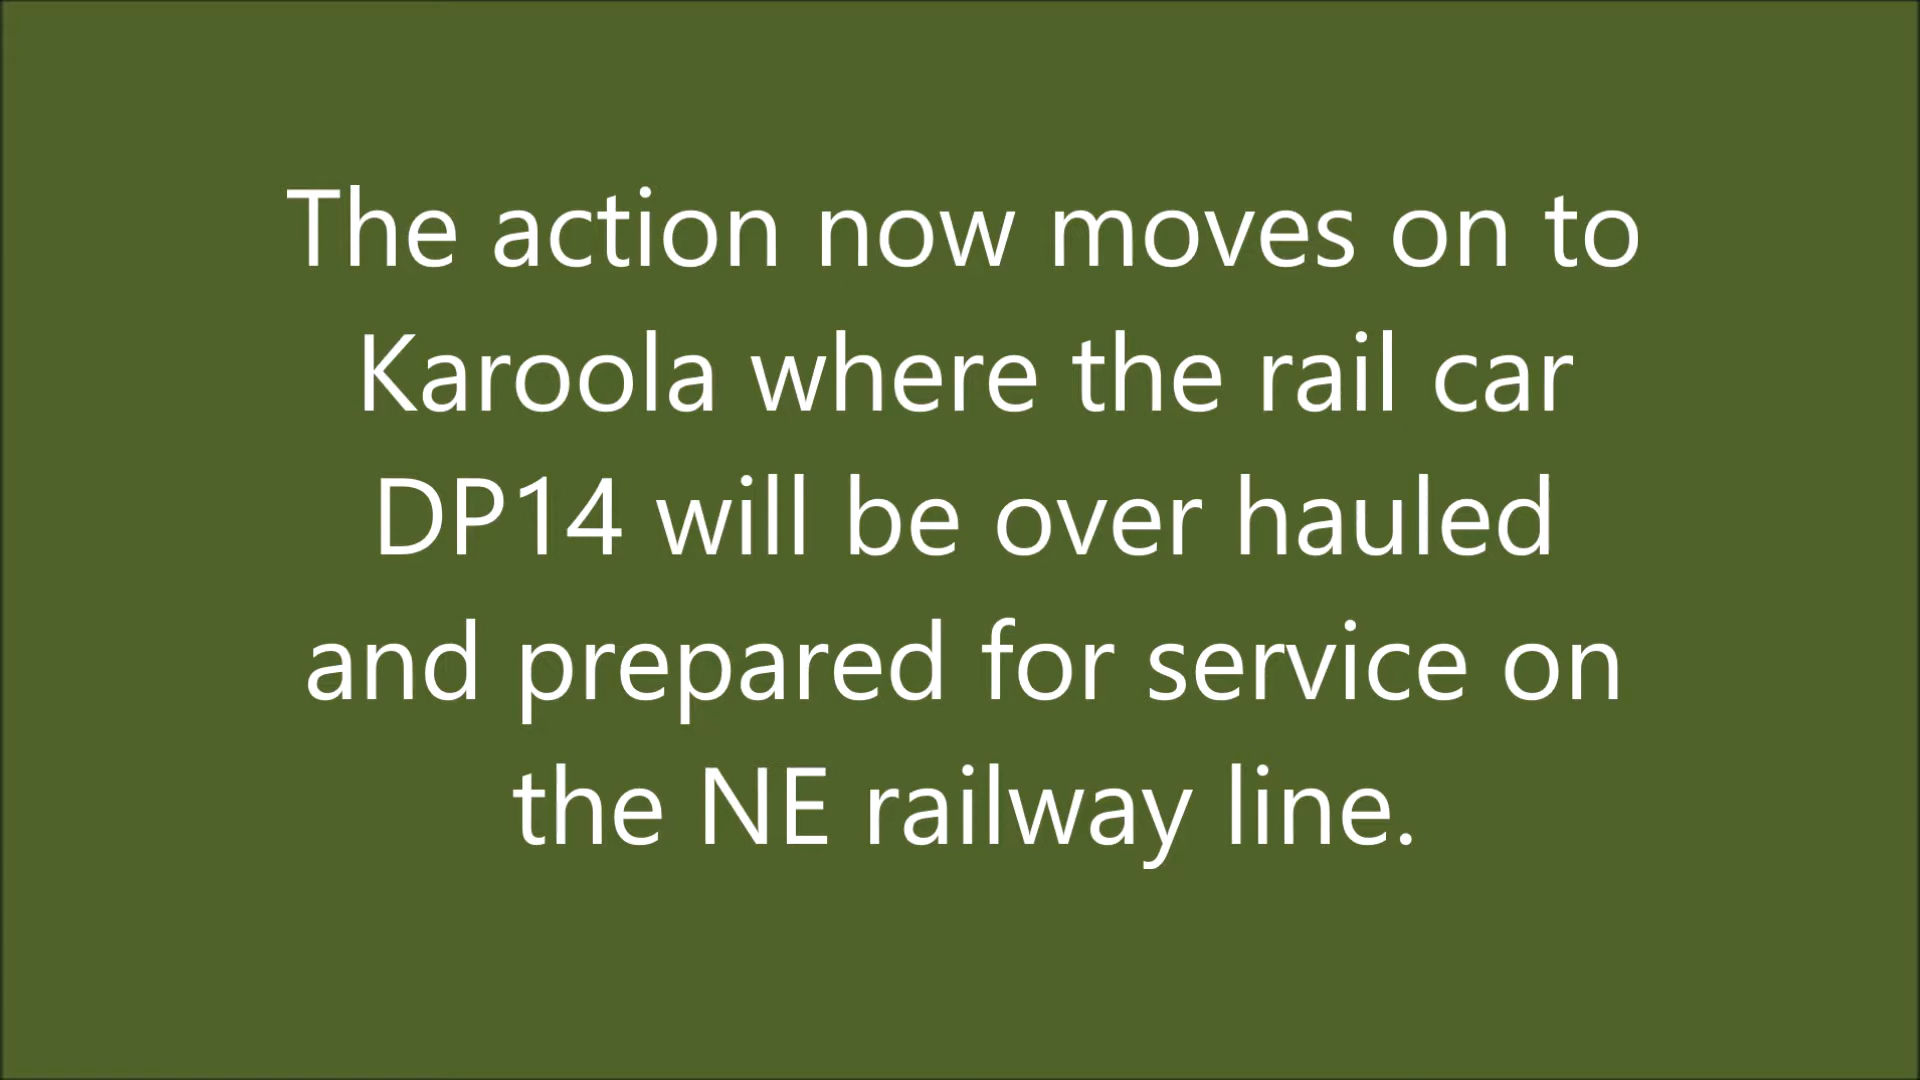 The action now moves on to
Karoola where the rail car
DP14 will be over hauled
and prepared for service on
the NE railway line.